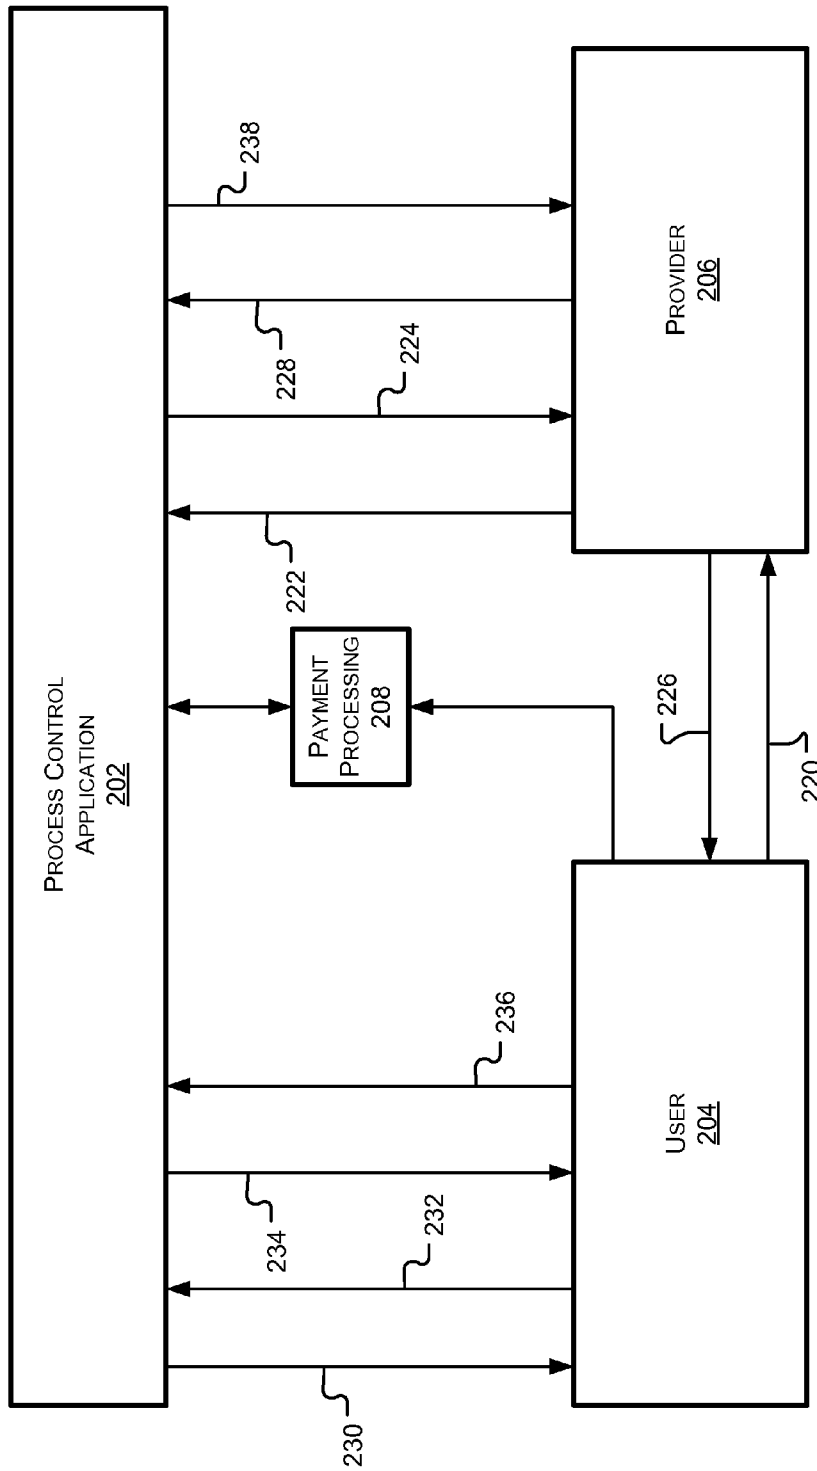 Process Control
Application
202
238
234
228
222
Payment
Processing
208
230
224
232
236
User
204
Provider
206
226
220